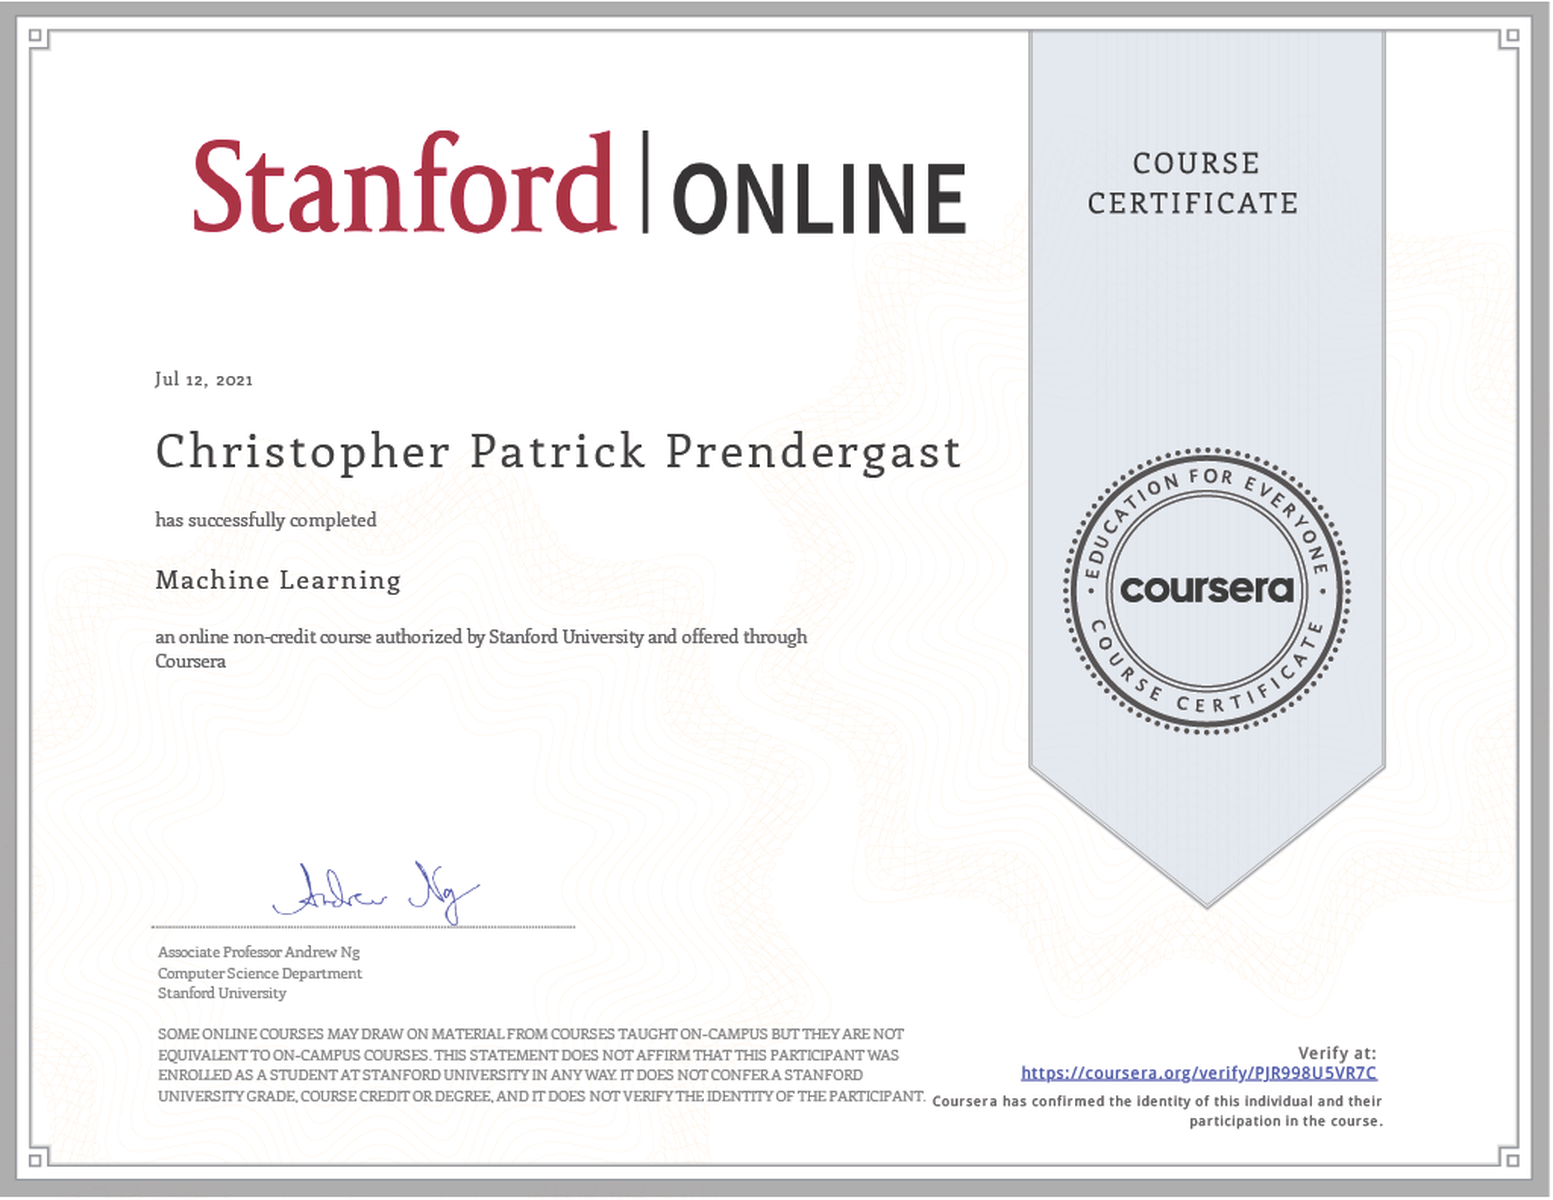 Stanford | ONLINE
COURSE
CERTIFICATE
Jul 12, 2021
Christopher Patrick Prendergast
has successfully completed
Machine Learning
an online non-credit course authorized by Stanford University and offered through
Coursera
EDUCATION FOR EVERYONE
coursera
COURSE CERTIFICATE
Andrew Ng
Associate Professor Andrew Ng
Computer Science Department
Stanford University
SOME ONLINE COURSES MAY DRAW ON MATERIAL FROM COURSES TAUGHT ON-CAMPUS BUT THEY ARE NOT
EQUIVALENT TO ON-CAMPUS COURSES. THIS STATEMENT DOES NOT AFFIRM THAT THIS PARTICIPANT WAS
ENROLLED AS A STUDENT AT STANFORD UNIVERSITY IN ANY WAY. IT DOES NOT CONFER A STANFORD
UNIVERSITY GRADE, COURSE CREDIT OR DEGREE, AND IT DOES NOT VERIFY THE IDENTITY OF THE PARTICIPANT.
Verify at:
https://coursera.org/verify/PJR998U5VR7C
Coursera has confirmed the identity of this individual and their
participation in the course.